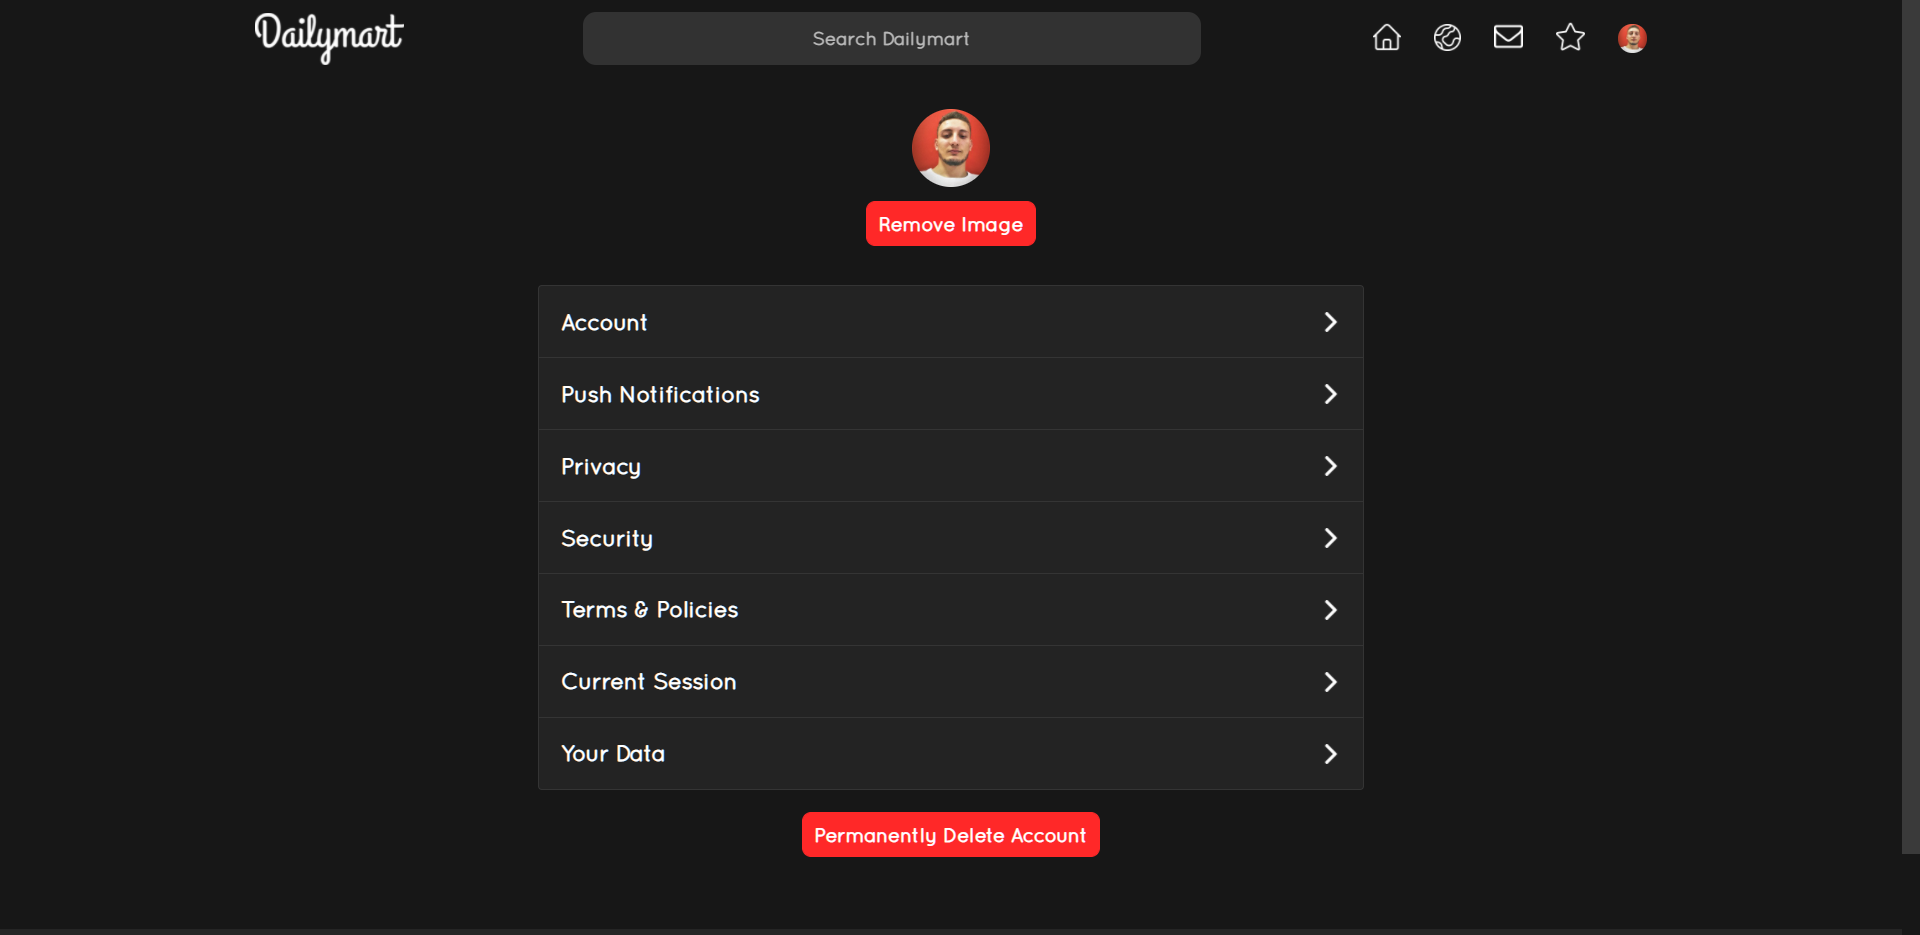 Dailymart
Search Dailymart
Remove Image
Account
Push Notifications
Privacy
Security
Terms & Policies
Current Session
Your Data
Permanently Delete Account